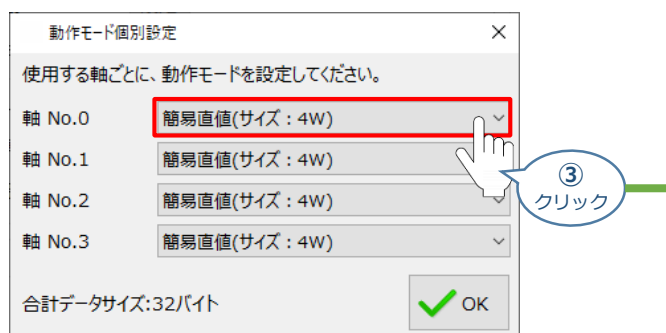 動作モード個別設定
使用する軸ごとに、動作モードを設定してください。
軸 No.0 簡易直値(サイズ：4W)
軸 No.1 簡易直値(サイズ：4W)
③
クリック
軸 No.2 簡易直値(サイズ：4W)
軸 No.3 簡易直値(サイズ：4W)
合計データサイズ:32バイト OK